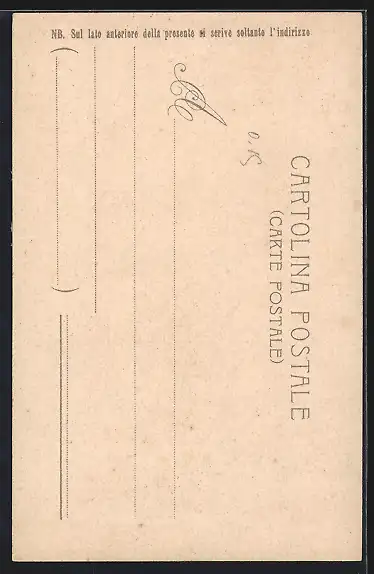 CARTOLINA POSTALE
(CARTE POSTALE)
A
NB. Sul lato anteriore della presente si scrive soltanto l'indirizzo